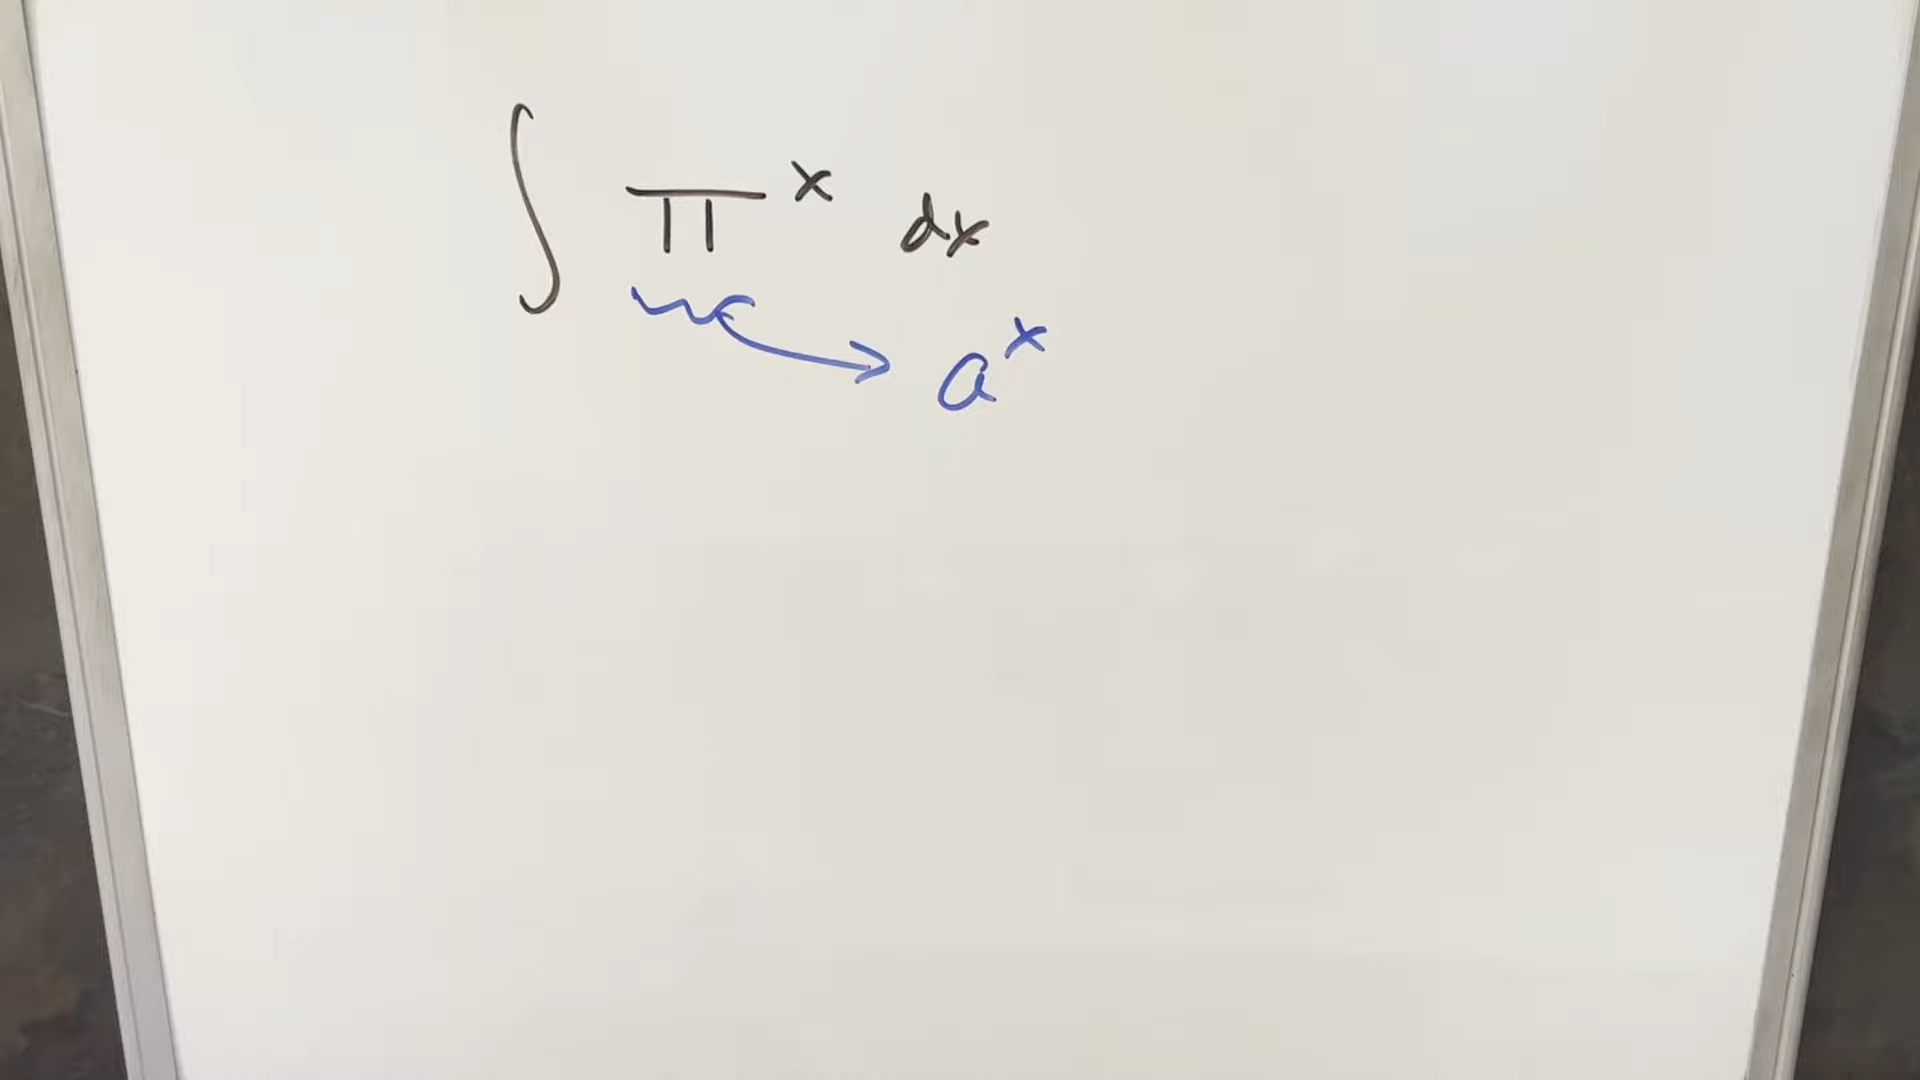 ∫ π^x dx
→ a^x